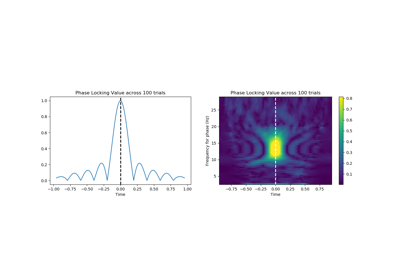 Phase Locking Value across 100 trials
1,0
0,8
0,6
0,4
0,2
0,0
−1.00 −0.75 −0.50 −0.25 0.00 0.25 0.50 0.75 1.00
Time
Phase Locking Value across 100 trials
Frequency for phase (Hz)
25
20
15
10
5
−0.75 −0.50 −0.25 0.00 0.25 0.50 0.75
Time
0.8
0.7
0.6
0.5
0.4
0.3
0.2
0.1